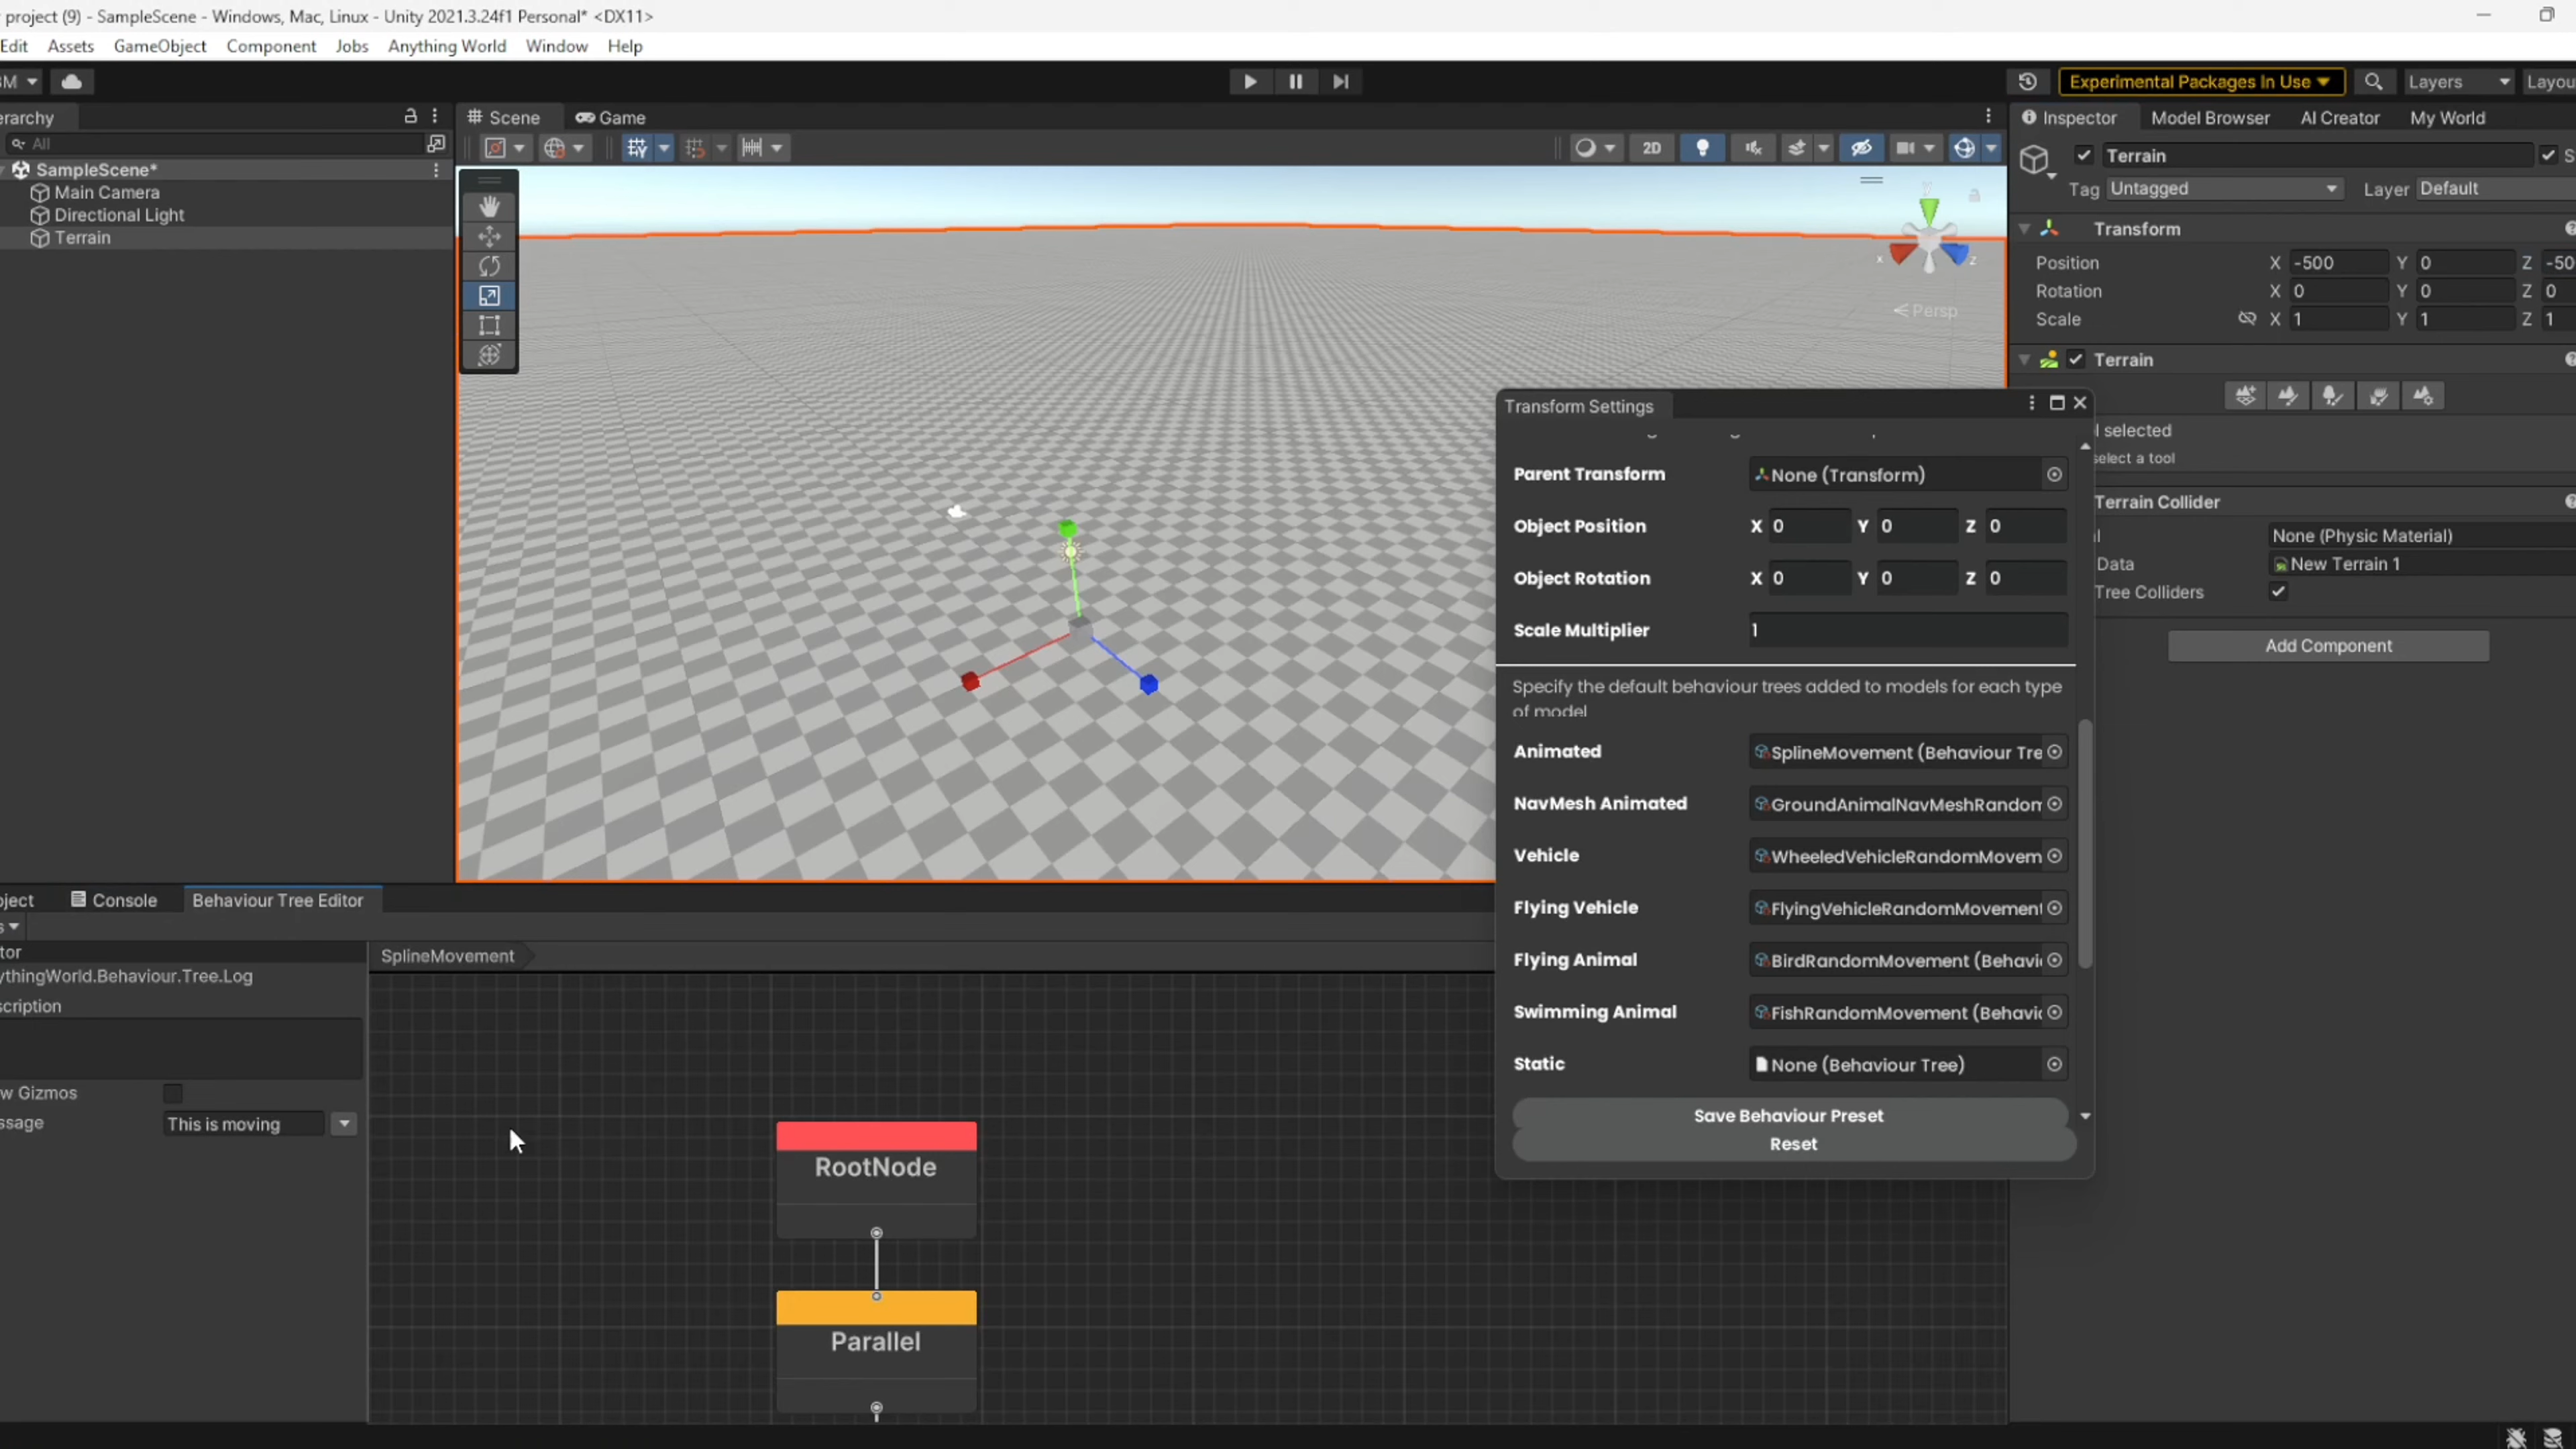 project (9) - SampleScene - Windows, Mac, Linux - Unity 2021.3.24f1 Personal* <DX11>
Edit Assets GameObject Component Jobs Anything World Window Help
Experimental Packages In Use Layers Layou
erarchy
All
SampleScene*
Main Camera
Directional Light
Terrain
Scene Game
2D
y
x z
Persp
Inspector Model Browser AI Creator My World
Terrain S
Tag Untagged Layer Default
Transform
Position X -500 Y 0 Z -50
Rotation X 0 Y 0 Z 0
Scale X 1 Y 1 Z 1
Terrain
l selected
select a tool
Terrain Collider
l None (Physic Material)
Data New Terrain 1
Tree Colliders
Add Component
Transform Settings
Parent Transform None (Transform)
Object Position X 0 Y 0 Z 0
Object Rotation X 0 Y 0 Z 0
Scale Multiplier 1
Specify the default behaviour trees added to models for each type
of model
Animated SplineMovement (Behaviour Tre
NavMesh Animated GroundAnimalNavMeshRandom
Vehicle WheeledVehicleRandomMovem
Flying Vehicle FlyingVehicleRandomMovement
Flying Animal BirdRandomMovement (Behavi
Swimming Animal FishRandomMovement (Behavi
Static None (Behaviour Tree)
Save Behaviour Preset
Reset
oject Console Behaviour Tree Editor
s
tor
ythingWorld.Behaviour.Tree.Log
scription
w Gizmos
ssage This is moving
SplineMovement
RootNode
Parallel